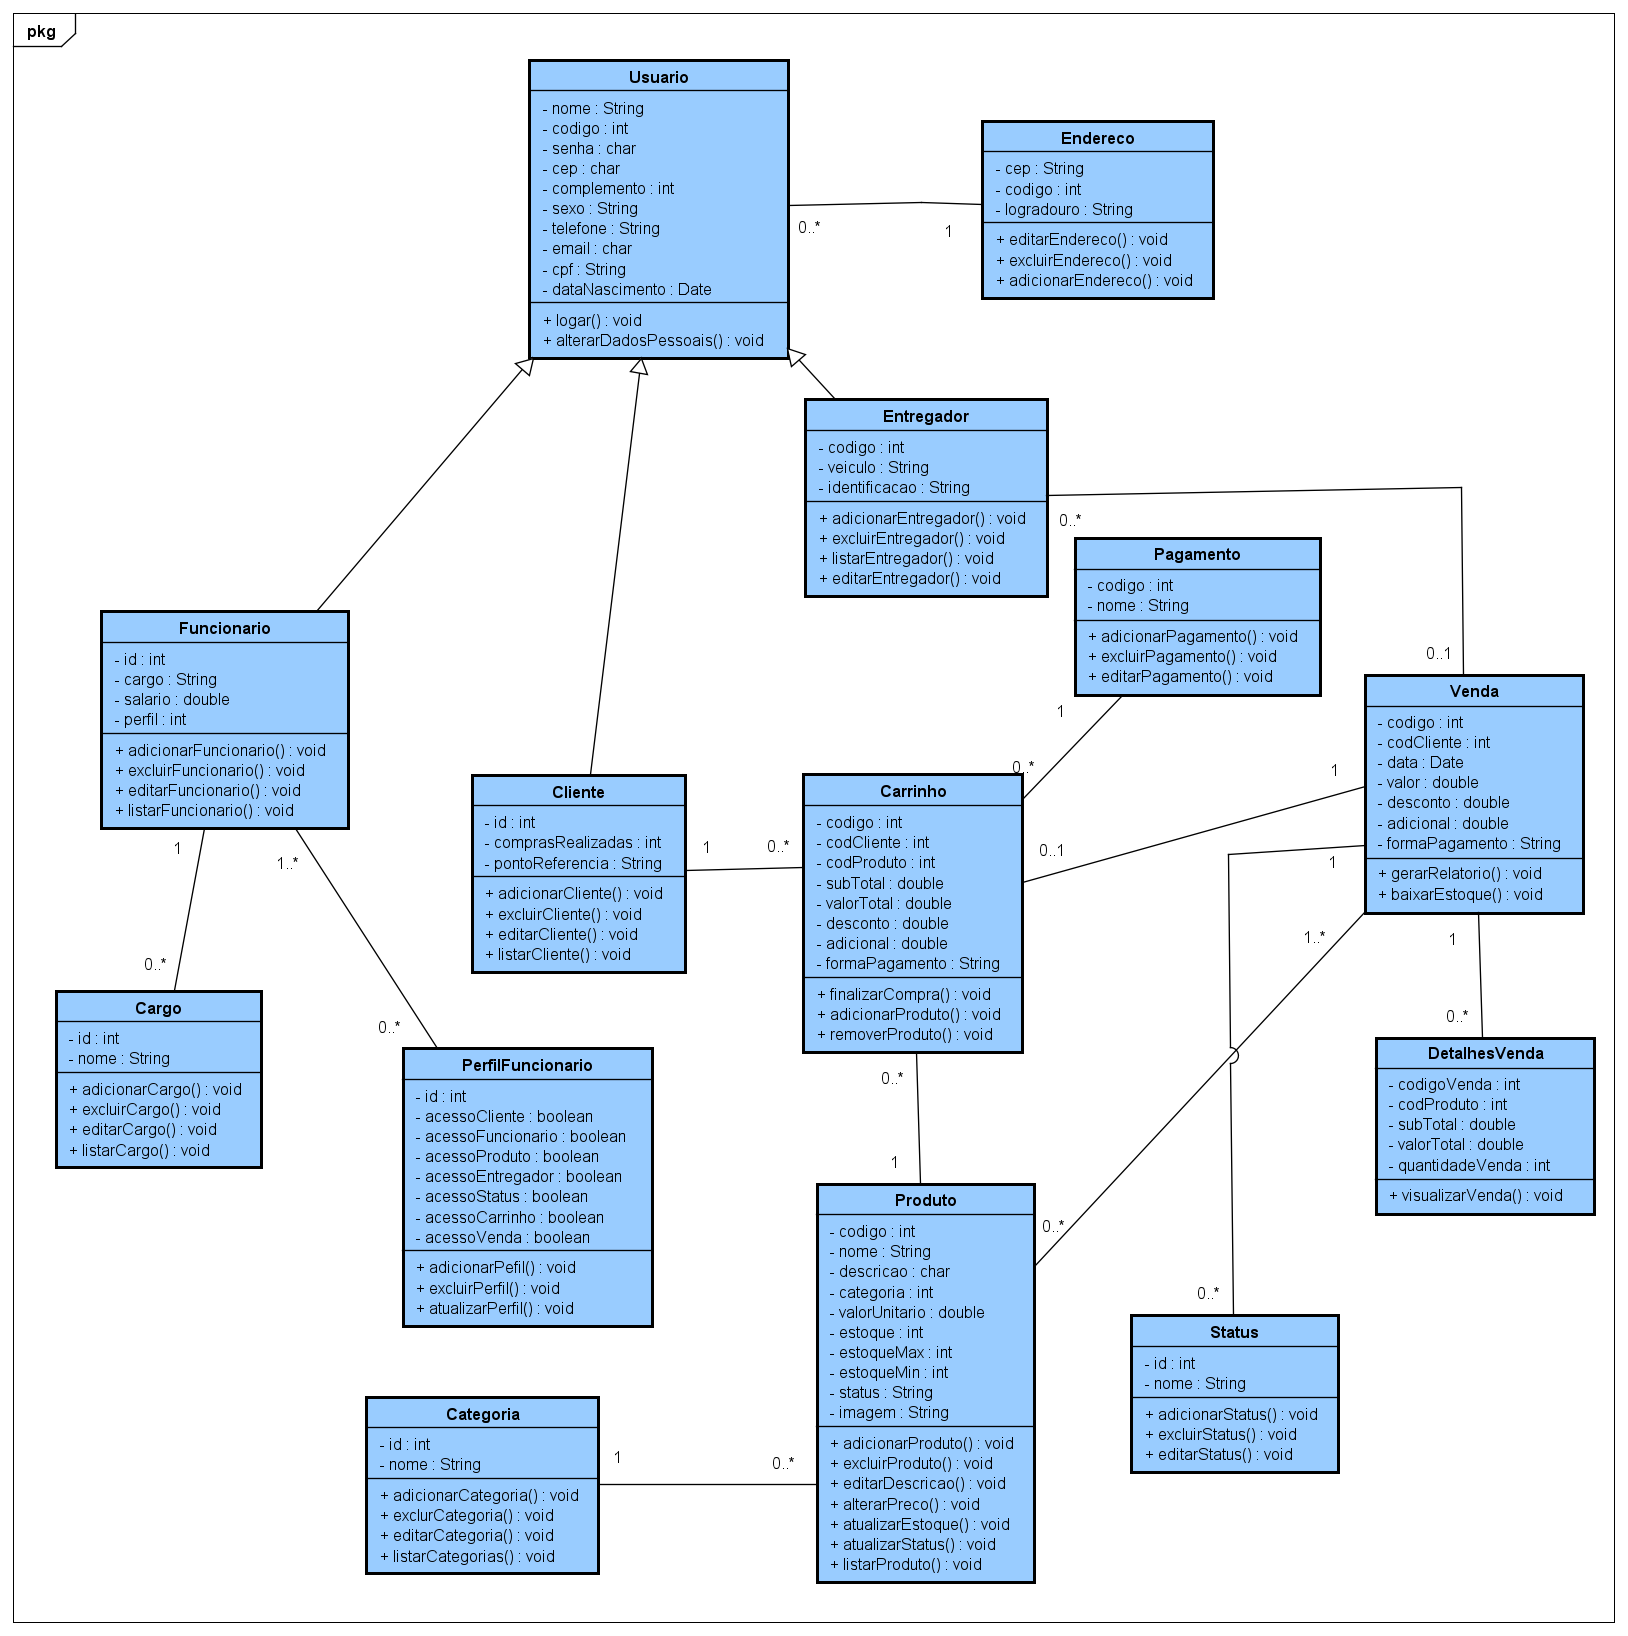 pkg
Usuario
- nome : String
- codigo : int
- senha : char
- cep : char
- complemento : int
- sexo : String
- telefone : String
- email : char
- cpf : String
- dataNascimento : Date
+ logar() : void
+ alterarDadosPessoais() : void
0..*
1
Endereco
- cep : String
- codigo : int
- logradouro : String
+ editarEndereco() : void
+ excluirEndereco() : void
+ adicionarEndereco() : void
Entregador
- codigo : int
- veiculo : String
- identificacao : String
+ adicionarEntregador() : void
+ excluirEntregador() : void
+ listarEntregador() : void
+ editarEntregador() : void
0..*
0..1
Pagamento
- codigo : int
- nome : String
+ adicionarPagamento() : void
+ excluirPagamento() : void
+ editarPagamento() : void
1
0..*
Funcionario
- id : int
- cargo : String
- salario : double
- perfil : int
+ adicionarFuncionario() : void
+ excluirFuncionario() : void
+ editarFuncionario() : void
+ listarFuncionario() : void
1
0..*
1..*
0..*
Cliente
- id : int
- comprasRealizadas : int
- pontoReferencia : String
+ adicionarCliente() : void
+ excluirCliente() : void
+ editarCliente() : void
+ listarCliente() : void
1
0..*
Carrinho
- codigo : int
- codCliente : int
- codProduto : int
- subTotal : double
- valorTotal : double
- desconto : double
- adicional : double
- formaPagamento : String
+ finalizarCompra() : void
+ adicionarProduto() : void
+ removerProduto() : void
0..1
1
Venda
- codigo : int
- codCliente : int
- data : Date
- valor : double
- desconto : double
- adicional : double
- formaPagamento : String
+ gerarRelatorio() : void
+ baixarEstoque() : void
1
1..*
1
0..*
Cargo
- id : int
- nome : String
+ adicionarCargo() : void
+ excluirCargo() : void
+ editarCargo() : void
+ listarCargo() : void
PerfilFuncionario
- id : int
- acessoCliente : boolean
- acessoFuncionario : boolean
- acessoProduto : boolean
- acessoEntregador : boolean
- acessoStatus : boolean
- acessoCarrinho : boolean
- acessoVenda : boolean
+ adicionarPefil() : void
+ excluirPerfil() : void
+ atualizarPerfil() : void
DetalhesVenda
- codigoVenda : int
- codProduto : int
- subTotal : double
- valorTotal : double
- quantidadeVenda : int
+ visualizarVenda() : void
0..*
1
0..*
Produto
- codigo : int
- nome : String
- descricao : char
- categoria : int
- valorUnitario : double
- estoque : int
- estoqueMax : int
- estoqueMin : int
- status : String
- imagem : String
+ adicionarProduto() : void
+ excluirProduto() : void
+ editarDescricao() : void
+ alterarPreco() : void
+ atualizarEstoque() : void
+ atualizarStatus() : void
+ listarProduto() : void
0..*
Status
- id : int
- nome : String
+ adicionarStatus() : void
+ excluirStatus() : void
+ editarStatus() : void
Categoria
- id : int
- nome : String
+ adicionarCategoria() : void
+ exclurCategoria() : void
+ editarCategoria() : void
+ listarCategorias() : void
1
0..*